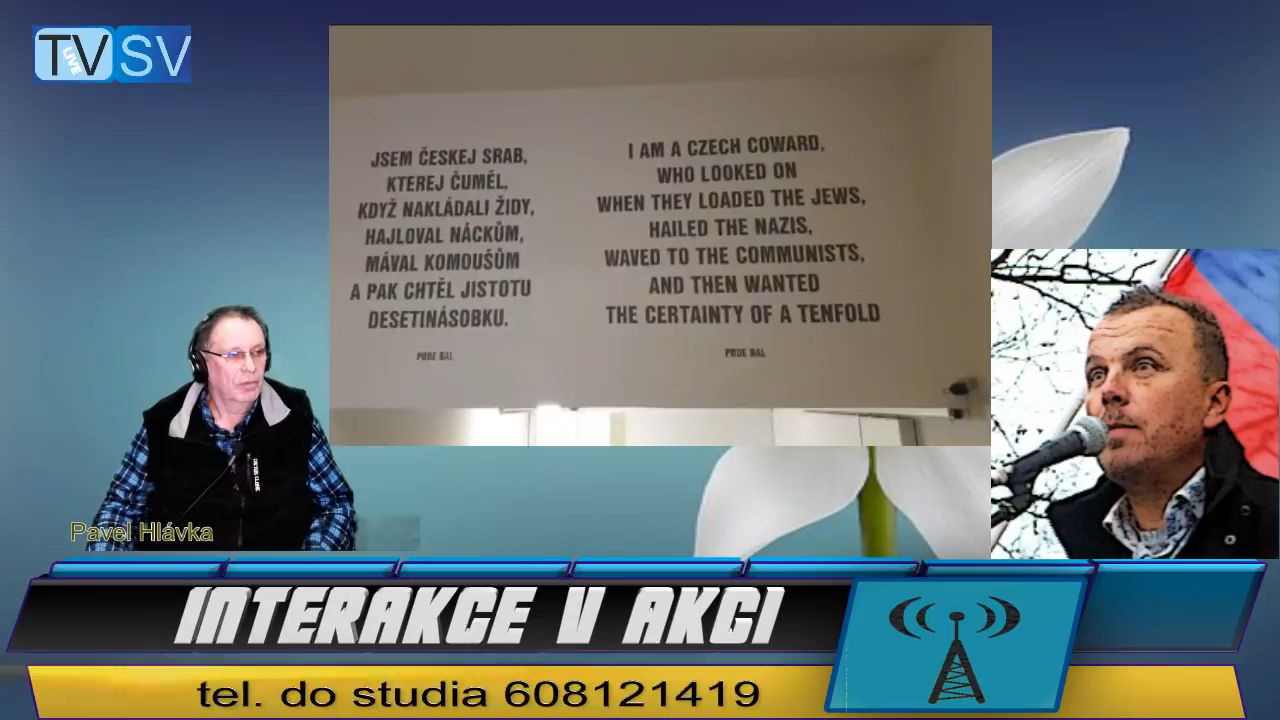 TV SV
LIVE
JSEM ČESKEJ SRAB,
KTEREJ ČUMĚL,
KDYŽ NAKLÁDALI ŽIDY,
HAJLOVAL NÁCKŮM,
MÁVAL KOMOUŠŮM
A PAK CHTĚL JISTOTU
DESETINÁSOBKU.
PODE BAL
I AM A CZECH COWARD,
WHO LOOKED ON
WHEN THEY LOADED THE JEWS,
HAILED THE NAZIS,
WAVED TO THE COMMUNISTS,
AND THEN WANTED
THE CERTAINTY OF A TENFOLD
PODE BAL
Pavel Hlávka
INTERAKCE V AKCI
tel. do studia 608121419